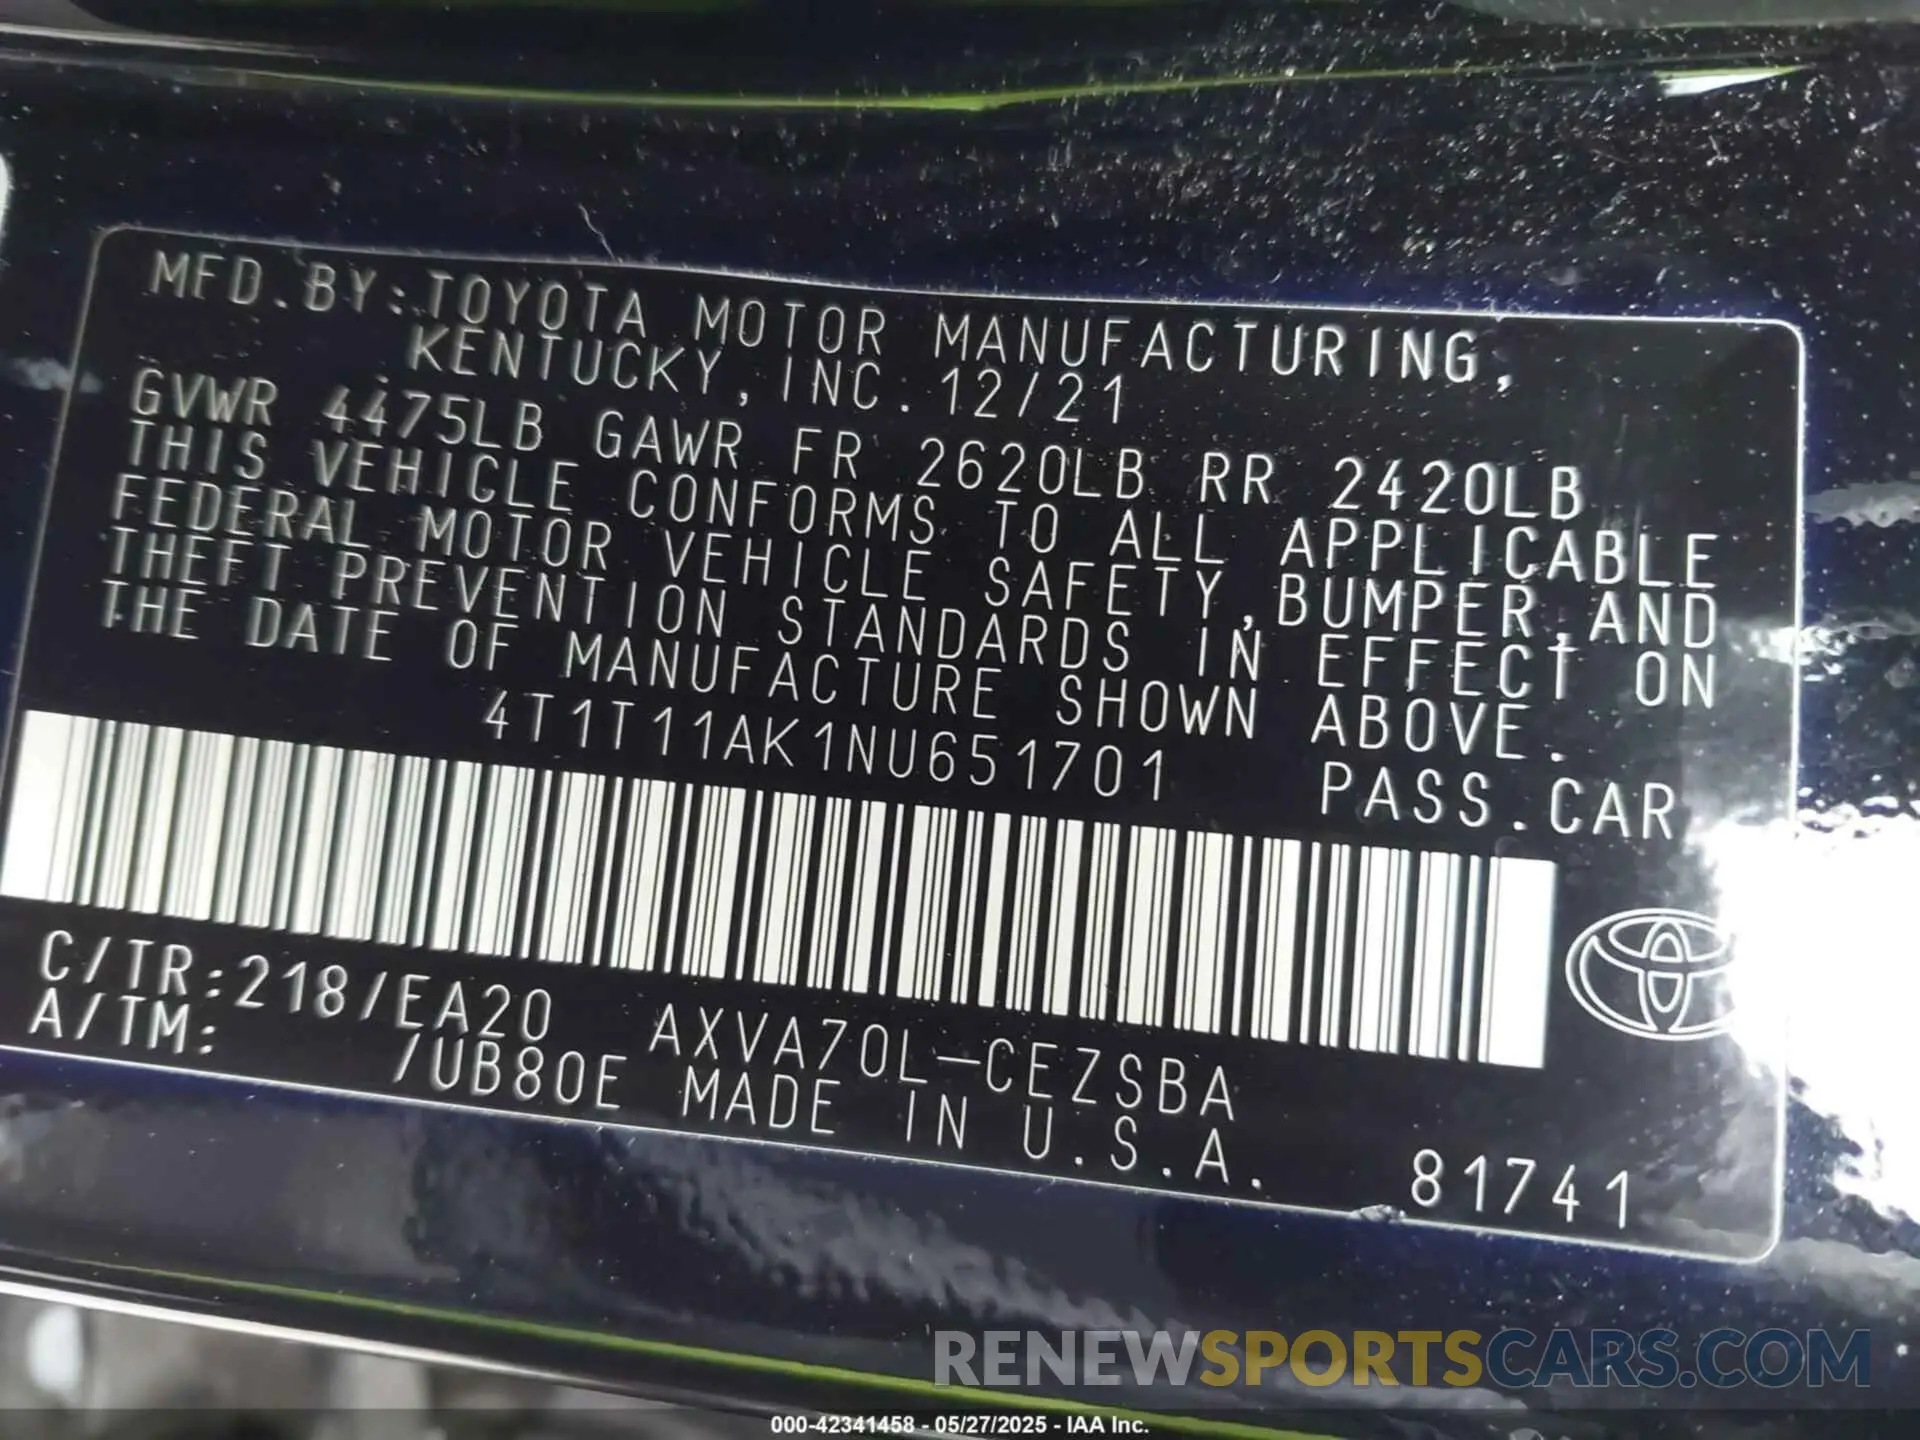 MFD.BY:TOYOTA MOTOR MANUFACTURING,
KENTUCKY, INC. 12/21
GVWR 4475LB GAWR FR 2620LB RR 2420LB
THIS VEHICLE CONFORMS TO ALL APPLICABLE
FEDERAL MOTOR VEHICLE SAFETY,BUMPER,AND
THEFT PREVENTION STANDARDS IN EFFECT ON
THE DATE OF MANUFACTURE SHOWN ABOVE.
4T1T11AK1NU651701 PASS.CAR
C/TR:218/EA20 AXVA70L-CEZSBA
A/TM: /UB80E MADE IN U.S.A.
81741
RENEWSPORTSCARS.COM
000-42341458 - 05/27/2025 - IAA Inc.